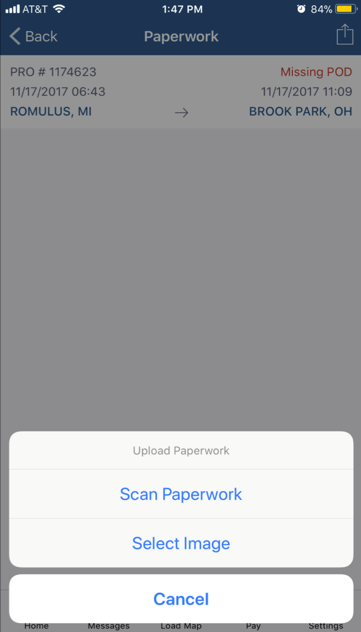 AT&T 1:47 PM 84%
Back Paperwork
PRO # 1174623 Missing POD
11/17/2017 06:43 11/17/2017 11:09
ROMULUS, MI → BROOK PARK, OH
Upload Paperwork
Scan Paperwork
Select Image
Cancel
Home Messages Load Map Pay Settings